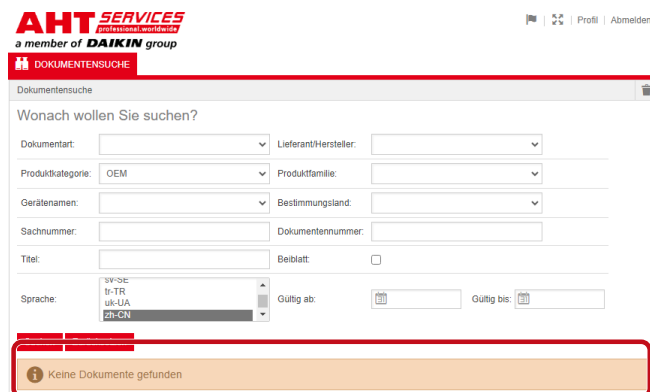 AHT SERVICES
professional.worldwide
a member of DAIKIN group
Profil | Abmelden
DOKUMENTENSUCHE
Dokumentensuche
Wonach wollen Sie suchen?
Dokumentart: Lieferant/Hersteller:
Produktkategorie: OEM Produktfamilie:
Gerätenamen: Bestimmungsland:
Sachnummer: Dokumentennummer:
Titel: Beiblatt:
sv-SE
tr-TR
Sprache: uk-UA Gültig ab: Gültig bis:
zh-CN
Keine Dokumente gefunden